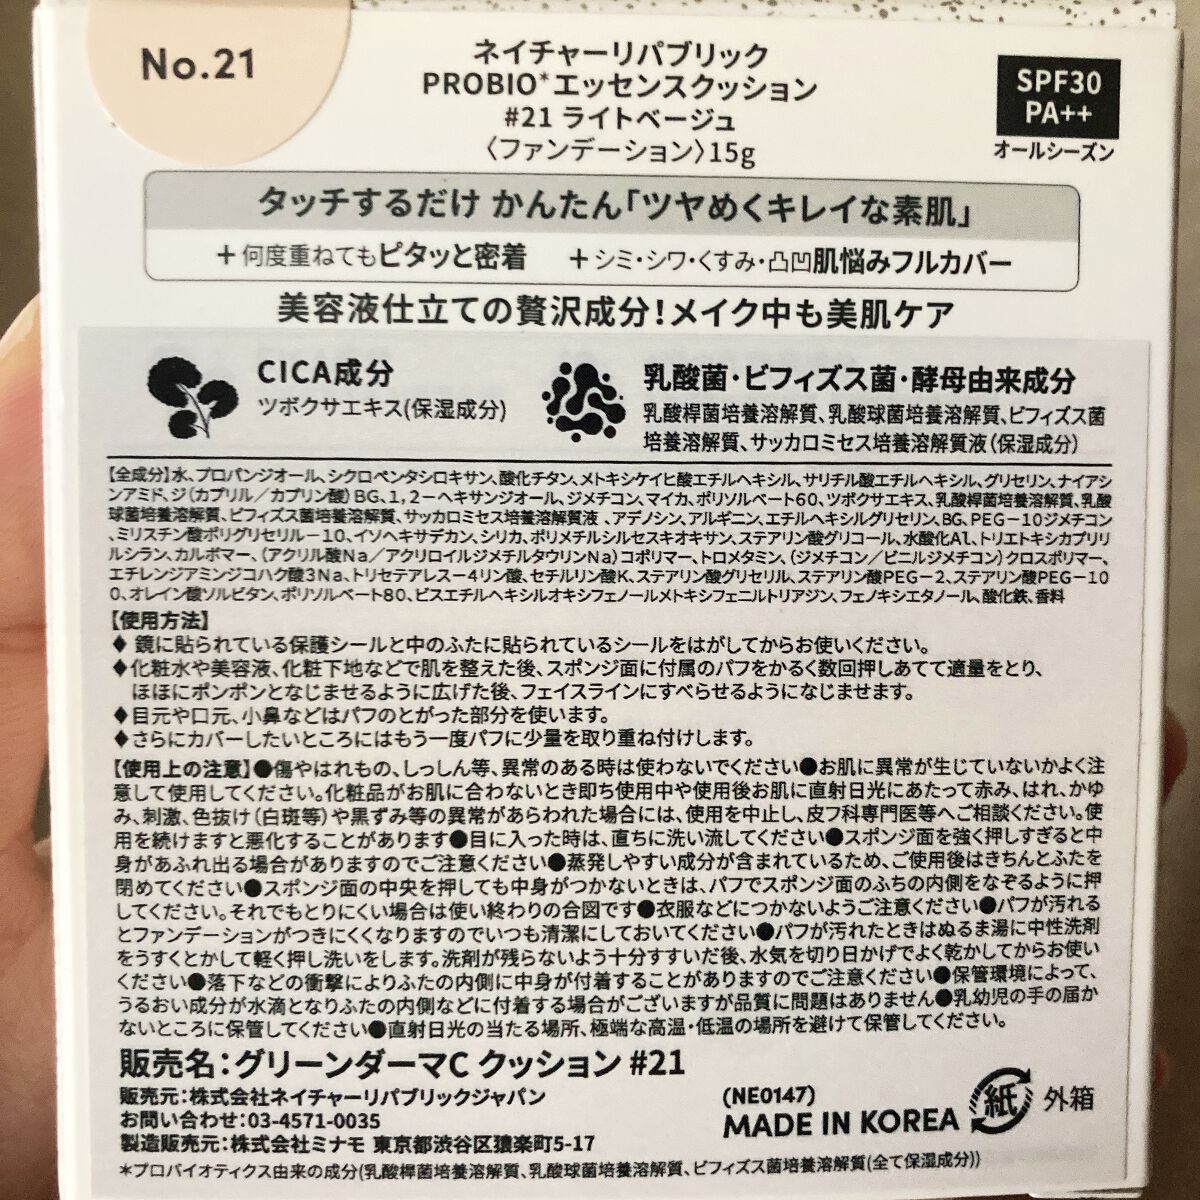 No.21
ネイチャーリパブリック
PROBIO*エッセンスクッション
#21 ライトベージュ
〈ファンデーション〉15g
SPF30
PA++
オールシーズン
タッチするだけ かんたん「ツヤめくキレイな素肌」
+何度重ねてもピタッと密着 +シミ・シワ・くすみ・凸凹肌悩みフルカバー
美容液仕立ての贅沢成分!メイク中も美肌ケア
CICA成分
ツボクサエキス(保湿成分)
乳酸菌・ビフィズス菌・酵母由来成分
乳酸桿菌培養溶解質、乳酸球菌培養溶解質、ビフィズス菌
培養溶解質、サッカロミセス培養溶解質液(保湿成分)
【全成分】水、プロパンジオール、シクロペンタシロキサン、酸化チタン、メトキシケイヒ酸エチルヘキシル、サリチル酸エチルヘキシル、グリセリン、ナイアシ
ンアミド、ジ(カプリル/カプリン酸)BG、1,2-ヘキサンジオール、ジメチコン、マイカ、ポリソルベート60、ツボクサエキス、乳酸桿菌培養溶解質、乳酸
球菌培養溶解質、ビフィズス菌培養溶解質、サッカロミセス培養溶解質液 、アデノシン、アルギニン、エチルヘキシルグリセリン、BG、PEG-10ジメチコン
、ミリスチン酸ポリグリセリル-10、イソヘキサデカン、シリカ、ポリメチルシルセスキオキサン、ステアリン酸グリコール、水酸化Al、トリエトキシカプリリ
ルシラン、カルボマー、(アクリル酸Na/アクリロイルジメチルタウリンNa)コポリマー、トロメタミン、(ジメチコン/ビニルジメチコン)クロスポリマー、
エチレンジアミンジコハク酸3Na、トリセテアレス-4リン酸、セチルリン酸K、ステアリン酸グリセリル、ステアリン酸PEG-2、ステアリン酸PEG-10
0、オレイン酸ソルビタン、ポリソルベート80、ビスエチルヘキシルオキシフェノールメトキシフェニルトリアジン、フェノキシエタノール、酸化鉄、香料
【使用方法】
♦ 鏡に貼られている保護シールと中のふたに貼られているシールをはがしてからお使いください。
♦化粧水や美容液、化粧下地などで肌を整えた後、スポンジ面に付属のパフをかるく数回押しあてて適量をとり、
ほほにポンポンとなじませるように広げた後、フェイスラインにすべらせるようになじませます。
♦目元や口元、小鼻などはパフのとがった部分を使います。
♦さらにカバーしたいところにはもう一度パフに少量を取り重ね付けします。
【使用上の注意】●傷やはれもの、しっしん等、異常のある時は使わないでください●お肌に異常が生じていないかよく注
意して使用してください。化粧品がお肌に合わないとき即ち使用中や使用後お肌に直射日光にあたって赤み、はれ、かゆ
み、刺激、色抜け(白斑等)や黒ずみ等の異常があらわれた場合には、使用を中止し、皮フ科専門医等へご相談ください。使
用を続けますと悪化することがあります●目に入った時は、直ちに洗い流してください●スポンジ面を強く押しすぎると中
身があふれ出る場合がありますのでご注意ください●蒸発しやすい成分が含まれているため、ご使用後はきちんとふたを
閉めてください●スポンジ面の中央を押しても中身がつかないときは、パフでスポンジ面のふちの内側をなぞるように押
してください。それでもとりにくい場合は使い終わりの合図です●衣服などにつかないようご注意ください●パフが汚れる
とファンデーションがつきにくくなりますのでいつも清潔にしておいてください●パフが汚れたときはぬるま湯に中性洗剤
をうすくとかして軽く押し洗いをします。洗剤が残らないよう十分すすいだ後、水気を切り日かげでよく乾かしてからお使い
ください●落下などの衝撃によりふたの内側に中身が付着することがありますのでご注意ください●保管環境によって、
うるおい成分が水滴となりふたの内側などに付着する場合がございますが品質に問題はありません●乳幼児の手の届か
ないところに保管してください●直射日光の当たる場所、極端な高温・低温の場所を避けて保管してください。
販売名:グリーンダーマC クッション #21
販売元:株式会社ネイチャーリパブリックジャパン
お問い合わせ:03-4571-0035
製造販売元:株式会社ミナモ 東京都渋谷区猿楽町5-17
(NE0147)
MADE IN KOREA
紙 外箱
*プロバイオティクス由来の成分(乳酸桿菌培養溶解質、乳酸球菌培養溶解質、ビフィズス菌培養溶解質(全て保湿成分))